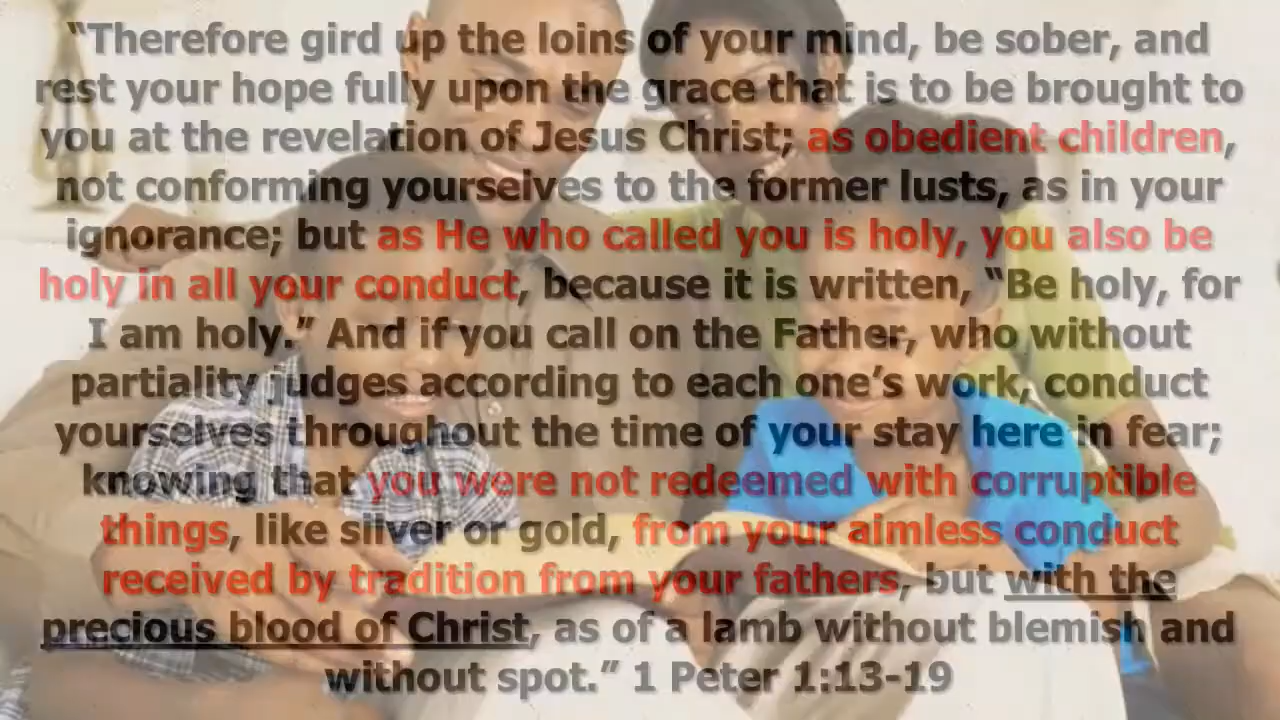 “Therefore gird up the loins of your mind, be sober, and
rest your hope fully upon the grace that is to be brought to
you at the revelation of Jesus Christ; as obedient children,
not conforming yourselves to the former lusts, as in your
ignorance; but as He who called you is holy, you also be
holy in all your conduct, because it is written, “Be holy, for
I am holy.” And if you call on the Father, who without
partiality judges according to each one’s work, conduct
yourselves throughout the time of your stay here in fear;
knowing that you were not redeemed with corruptible
things, like silver or gold, from your aimless conduct
received by tradition from your fathers, but with the
precious blood of Christ, as of a lamb without blemish and
without spot.” 1 Peter 1:13-19